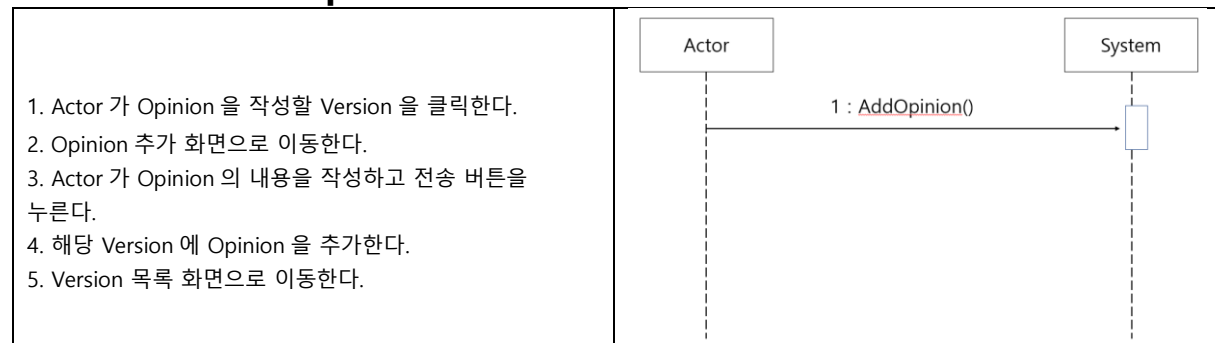 1. Actor 가 Opinion 을 작성할 Version 을 클릭한다.
2. Opinion 추가 화면으로 이동한다.
3. Actor 가 Opinion 의 내용을 작성하고 전송 버튼을
누른다.
4. 해당 Version 에 Opinion 을 추가한다.
5. Version 목록 화면으로 이동한다.
Actor
System
1 : AddOpinion()